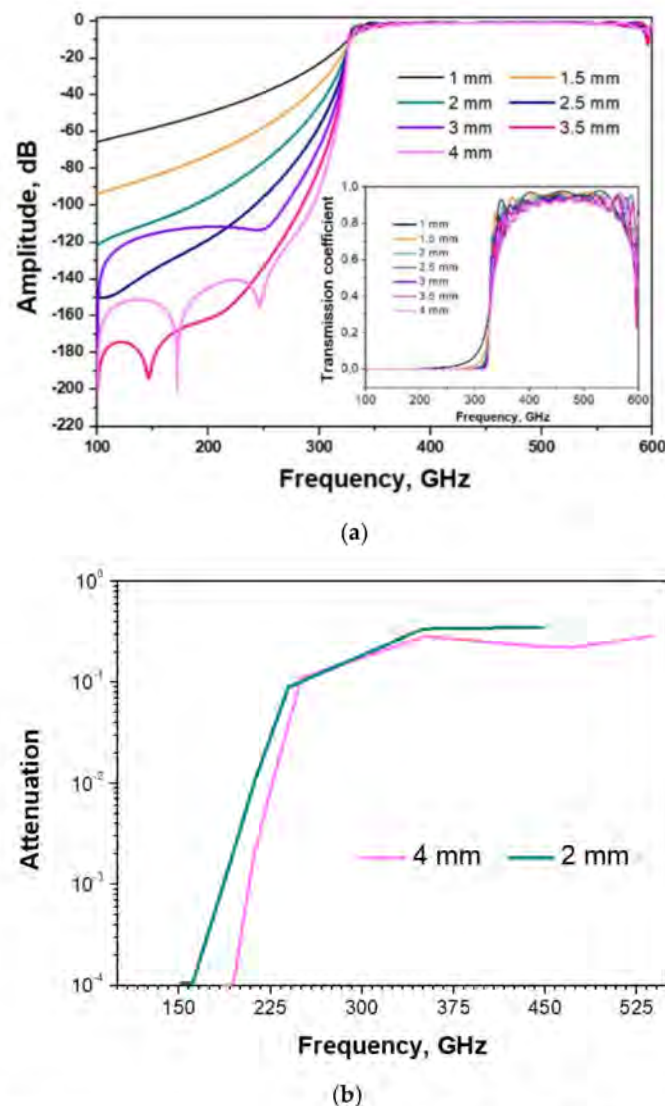 0
-20
-40
-60
-80
-100
-120
-140
-160
-180
-200
-220
Amplitude, dB
1 mm 1.5 mm
2 mm 2.5 mm
3 mm 3.5 mm
4 mm
1.0
0.8
0.6
0.4
0.2
0.0
Transmission coefficient
1 mm
1.5 mm
2 mm
2.5 mm
3 mm
3.5 mm
4 mm
100 200 300 400 500 600
Frequency, GHz
100 200 300 400 500 600
Frequency, GHz
(a)
10⁰
10⁻¹
10⁻²
10⁻³
10⁻⁴
Attenuation
4 mm 2 mm
150 225 300 375 450 525
Frequency, GHz
(b)